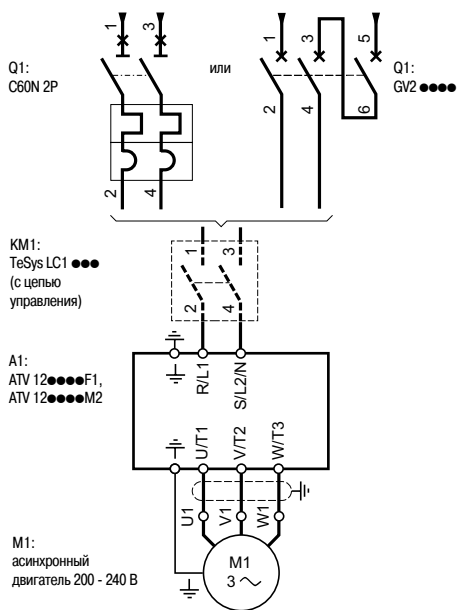 1 3
Q1:
C60N 2P
2 4
или
1 3 5
2 4 6
Q1:
GV2 ●●●●
KM1:
TeSys LC1 ●●●
(с цепью
управления)
1 3
2 4
A1:
ATV 12●●●●F1,
ATV 12●●●●M2
R/L1 S/L2/N
U/T1 V/T2 W/T3
U1 V1 W1
M1:
асинхронный
двигатель 200 - 240 В
M1
3 ~